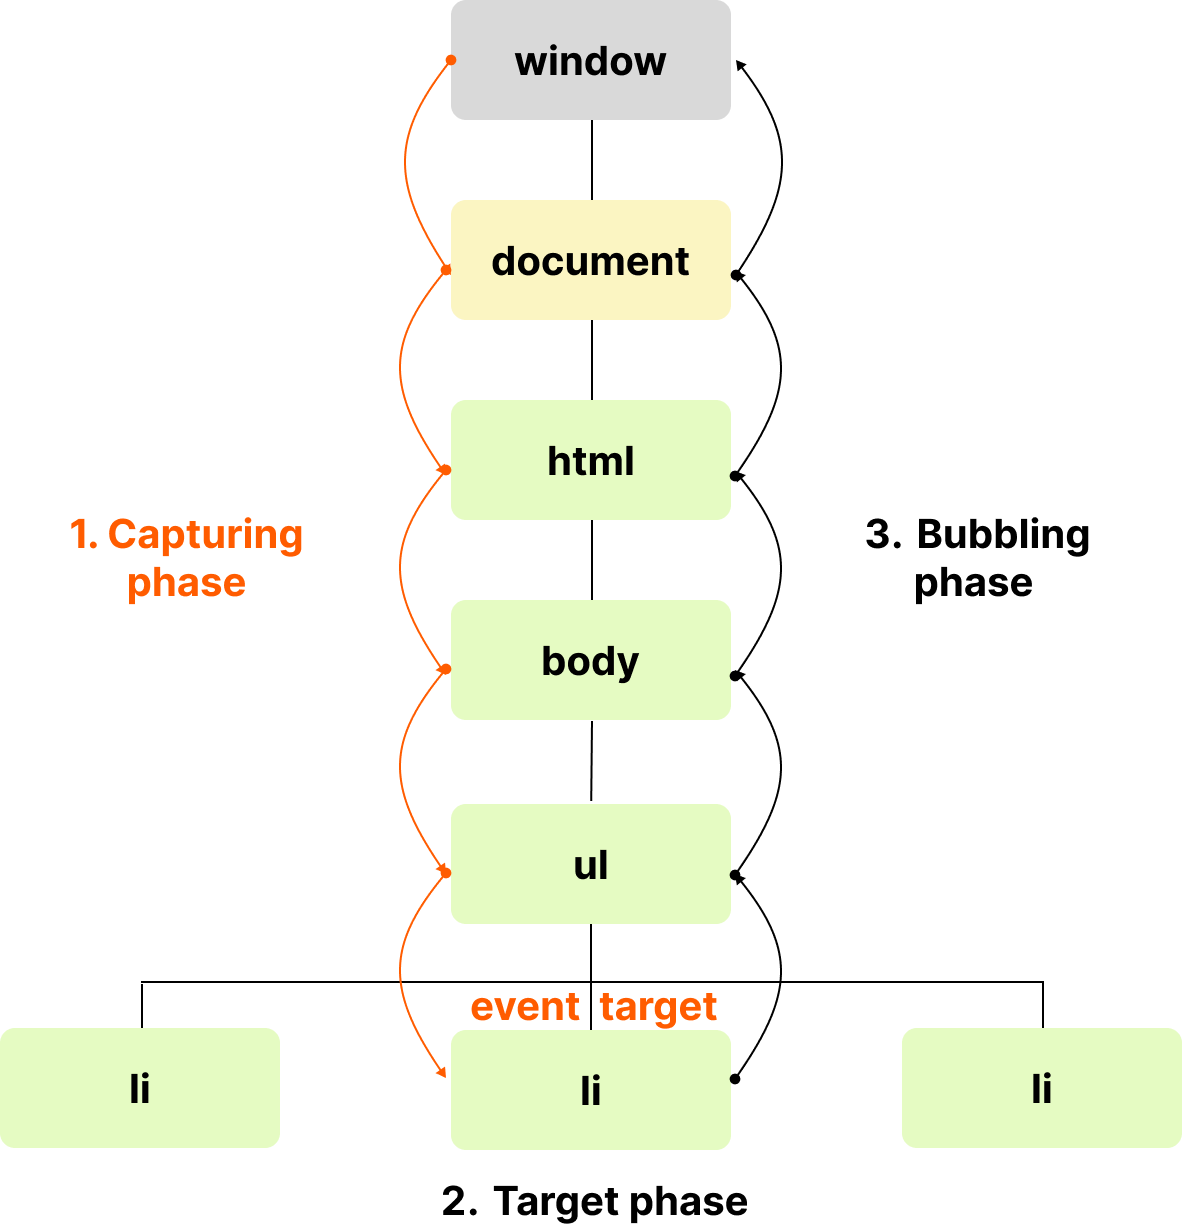 window
document
html
1. Capturing
phase
3. Bubbling
phase
body
ul
event target
li
li
li
2. Target phase